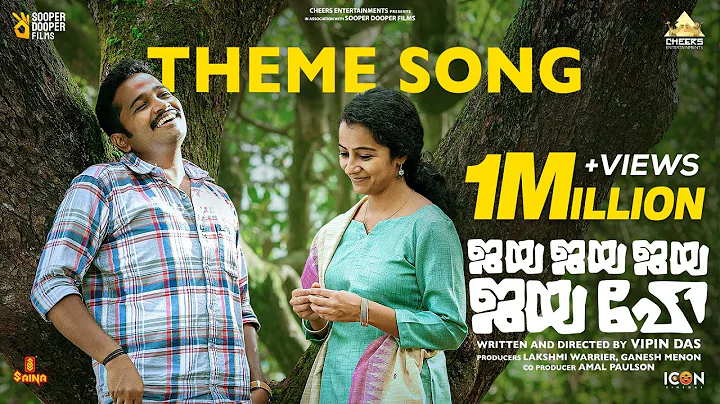 SOOPER
DOOPER
FILMS
CHEERS ENTERTAINMENTS PRESENTS
IN ASSOCIATION WITH SOOPER DOOPER FILMS
CHEERS
ENTERTAINMENTS
THEME SONG
1MILLION
+VIEWS
ജയ ജയ ജയ
ജയ ഹേ
WRITTEN AND DIRECTED BY VIPIN DAS
PRODUCERS LAKSHMI WARRIER, GANESH MENON
CO PRODUCER AMAL PAULSON
SAINA
ICON
CINEMAS